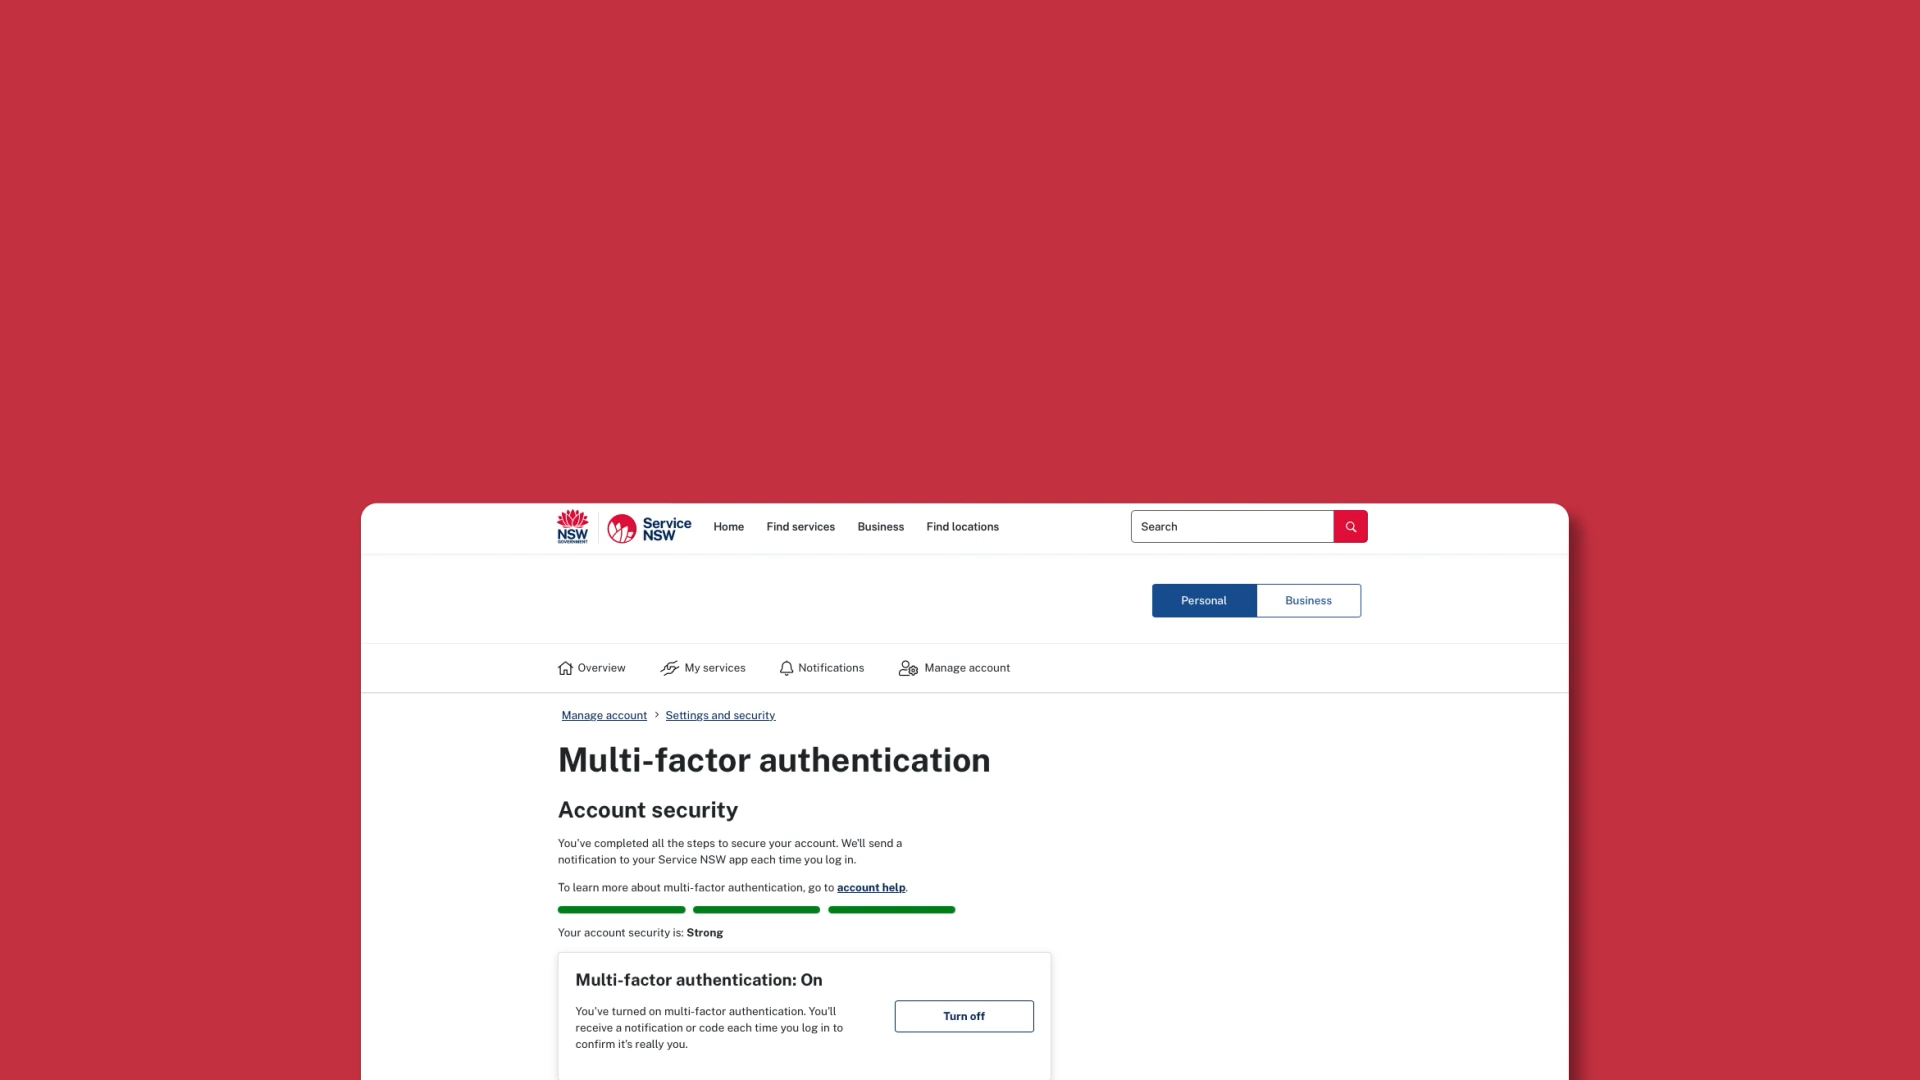 NSW
GOVERNMENT
Service
NSW
Home
Find services
Business
Find locations
Search
Personal
Business
Overview
My services
Notifications
Manage account
Manage account
Settings and security
Multi-factor authentication
Account security
You've completed all the steps to secure your account. We'll send a
notification to your Service NSW app each time you log in.
To learn more about multi-factor authentication, go to account help.
Your account security is: Strong
Multi-factor authentication: On
You've turned on multi-factor authentication. You'll
receive a notification or code each time you log in to
confirm it's really you.
Turn off